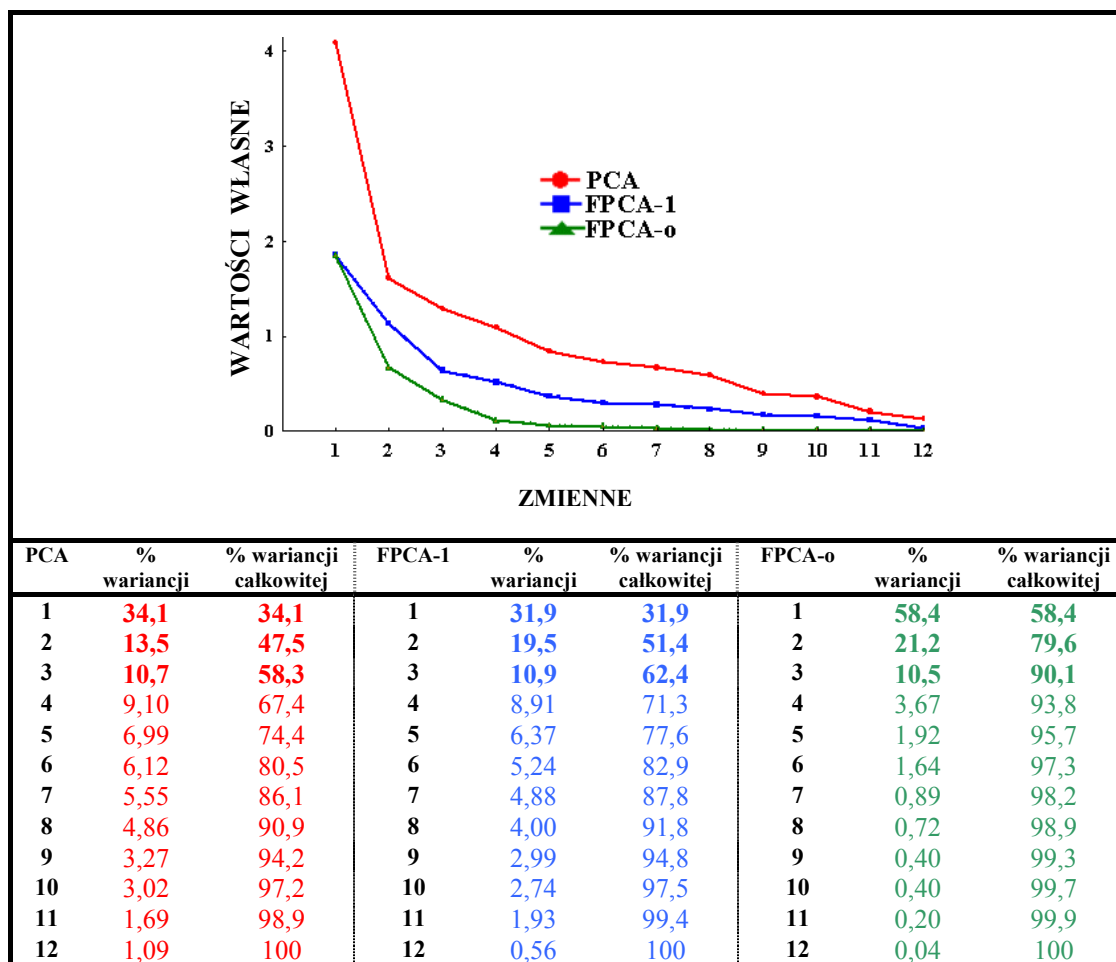 4
3
2
1
0
WARTOŚCI WŁASNE
PCA
FPCA-1
FPCA-o
1 2 3 4 5 6 7 8 9 10 11 12
ZMIENNE
PCA % % wariancji FPCA-1 % % wariancji FPCA-o % % wariancji
wariancji całkowitej wariancji całkowitej wariancji całkowitej
1 34,1 34,1 1 31,9 31,9 1 58,4 58,4
2 13,5 47,5 2 19,5 51,4 2 21,2 79,6
3 10,7 58,3 3 10,9 62,4 3 10,5 90,1
4 9,10 67,4 4 8,91 71,3 4 3,67 93,8
5 6,99 74,4 5 6,37 77,6 5 1,92 95,7
6 6,12 80,5 6 5,24 82,9 6 1,64 97,3
7 5,55 86,1 7 4,88 87,8 7 0,89 98,2
8 4,86 90,9 8 4,00 91,8 8 0,72 98,9
9 3,27 94,2 9 2,99 94,8 9 0,40 99,3
10 3,02 97,2 10 2,74 97,5 10 0,40 99,7
11 1,69 98,9 11 1,93 99,4 11 0,20 99,9
12 1,09 100 12 0,56 100 12 0,04 100